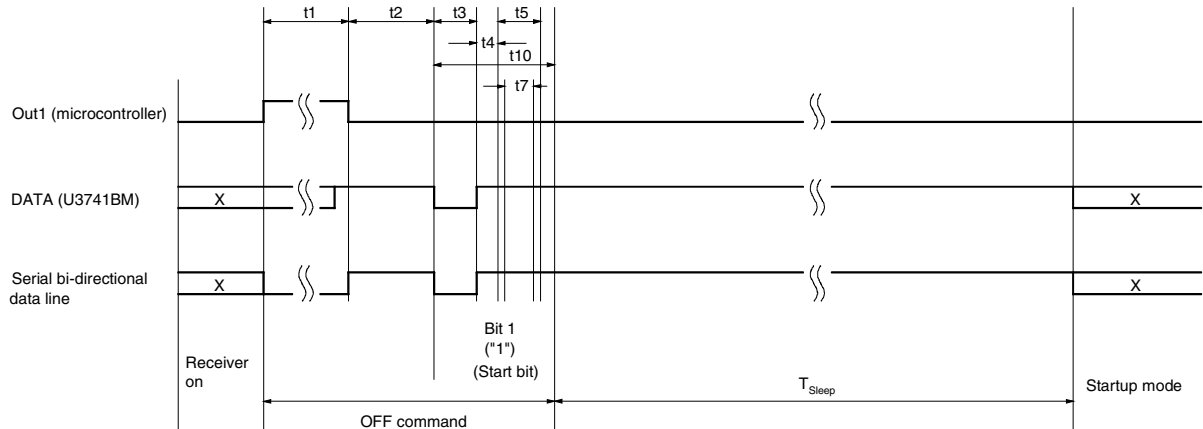 t1
t2
t3
t5
t4
t10
t7
Out1 (microcontroller)
DATA (U3741BM)
X
X
Serial bi-directional
data line
X
X
Bit 1
("1")
(Start bit)
Receiver
on
TSleep
Startup mode
OFF command